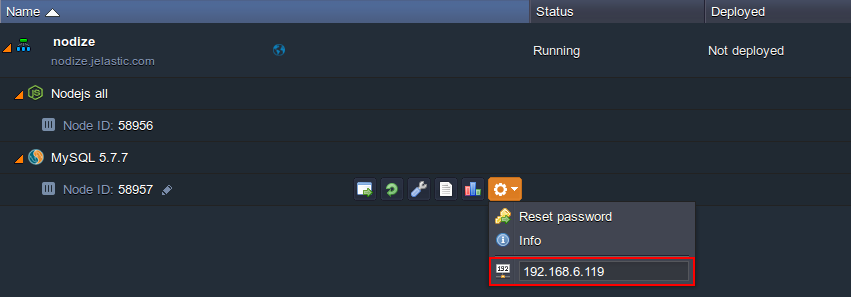 Name Status Deployed
nodize Running Not deployed
nodize.jelastic.com
Nodejs all
Node ID: 58956
MySQL 5.7.7
Node ID: 58957
Reset password
Info
192 192.168.6.119